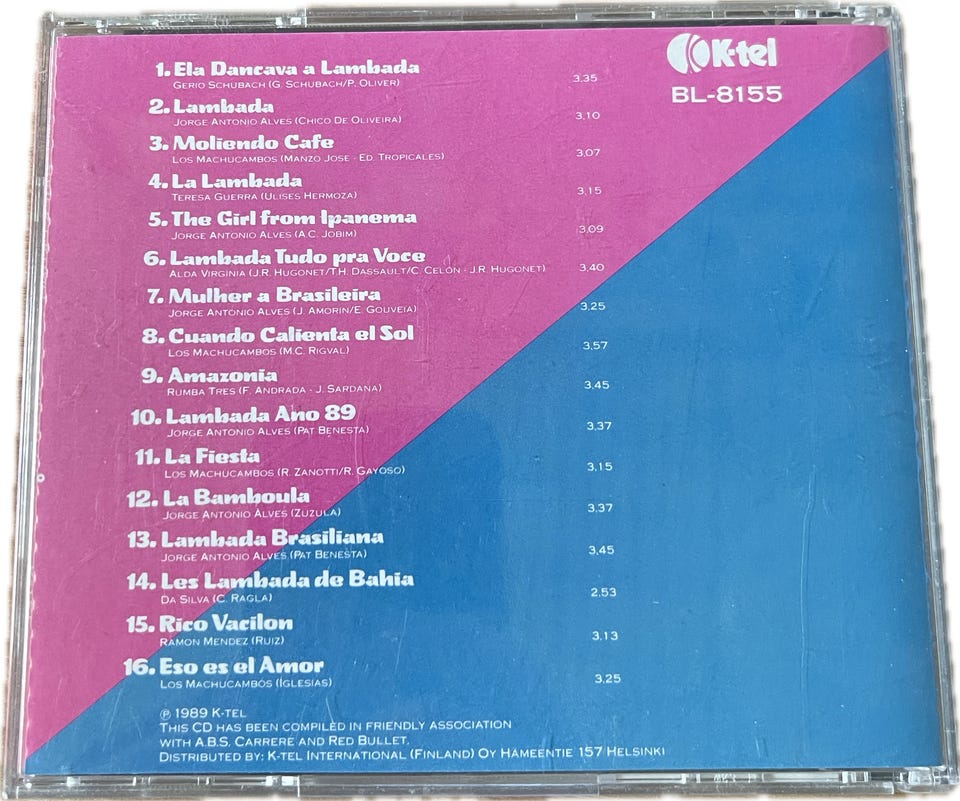 K-tel
BL-8155
1. Ela Dancava a Lambada
Gerio Schubach (G. Schubach/P. Oliver) 3.35
2. Lambada
Jorge Antonio Alves (Chico De Oliveira) 3.10
3. Moliendo Cafe
Los Machucambos (Manzo Jose - Ed. Tropicales) 3.07
4. La Lambada
Teresa Guerra (Ulises Hermoza) 3.15
5. The Girl from Ipanema
Jorge Antonio Alves (A.C. Jobim) 3.09
6. Lambada Tudo pra Voce
Alda Virginia (J.R. Hugonet/T.H. Dassault/C. Celon - J.R. Hugonet) 3.40
7. Mulher a Brasileira
Jorge Antonio Alves (J. Amorin/E. Gouveia) 3.25
8. Cuando Calienta el Sol
Los Machucambos (M.C. Rigval) 3.57
9. Amazonia
Rumba Tres (F. Andrada - J. Sardana) 3.45
10. Lambada Ano 89
Jorge Antonio Alves (Pat Benesta) 3.37
11. La Fiesta
Los Machucambos (R. Zanotti/R. Gayoso) 3.15
12. La Bamboula
Jorge Antonio Alves (Zuzula) 3.37
13. Lambada Brasiliana
Jorge Antonio Alves (Pat Benesta) 3.45
14. Les Lambada de Bahia
Da Silva (C. Ragla) 2.53
15. Rico Vacilon
Ramon Mendez (Ruiz) 3.13
16. Eso es el Amor
Los Machucambos (Iglesias) 3.25
℗ 1989 K-tel
This CD has been compiled in friendly association
with A.B.S. Carrere and Red Bullet.
Distributed by: K-tel International (Finland) Oy Hameentie 157 Helsinki